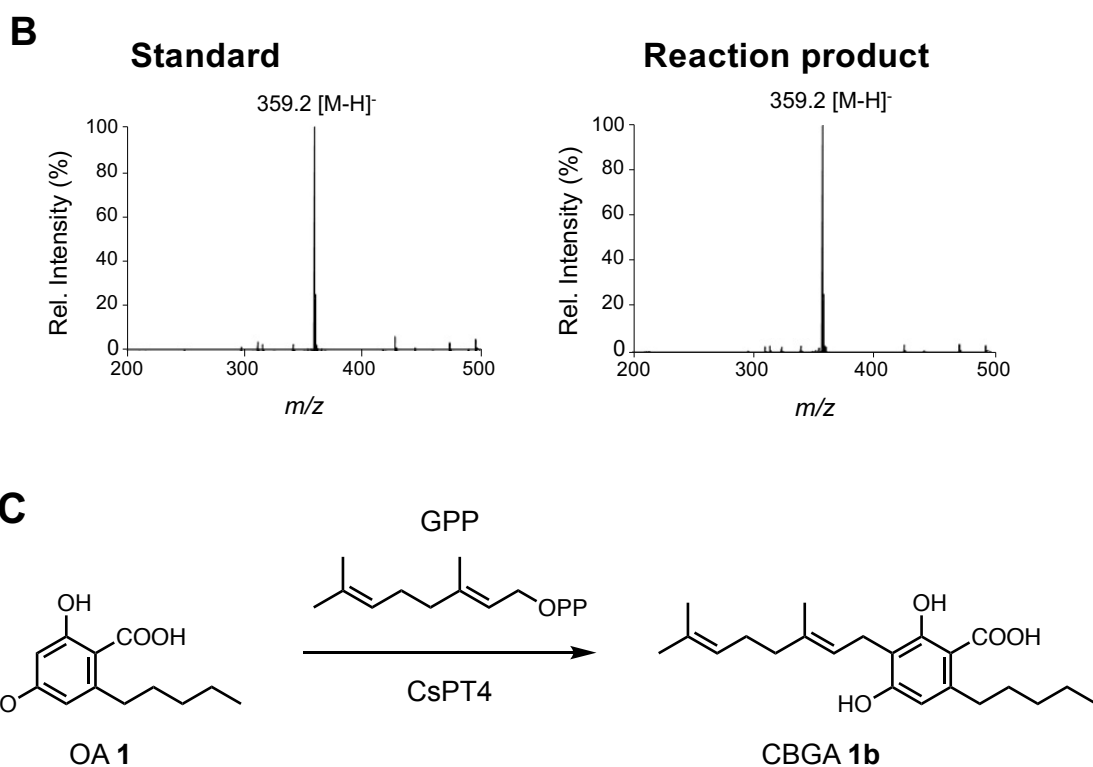 B
Standard
Reaction product
359.2 [M-H]-
359.2 [M-H]-
Rel. Intensity (%)
100
80
60
40
20
0
200
300
400
500
m/z
Rel. Intensity (%)
100
80
60
40
20
0
200
300
400
500
m/z
C
GPP
OPP
CsPT4
OH
COOH
O
OA 1
OH
COOH
HO
CBGA 1b